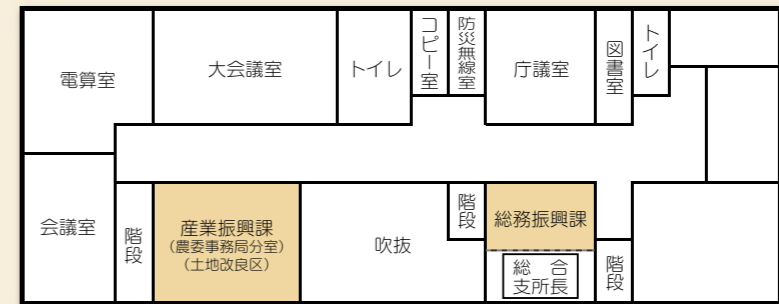 電算室
大会議室
トイレ
コピー室
防災無線室
庁議室
図書室
トイレ
会議室
階段
産業振興課
（農委事務局分室）
（土地改良区）
吹抜
階段
総務振興課
総　合
支所長
階段